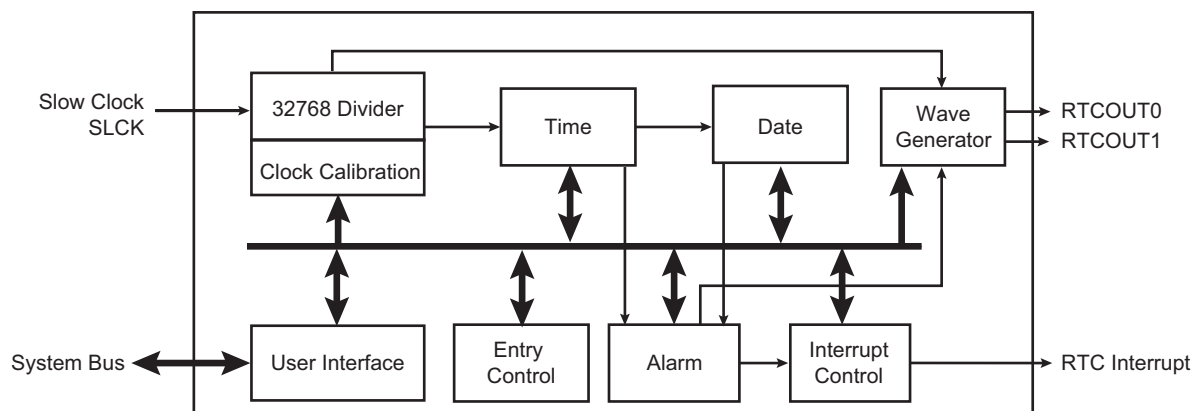 Slow Clock
SLCK
32768 Divider
Clock Calibration
Time
Date
Wave
Generator
RTCOUT0
RTCOUT1
System Bus
User Interface
Entry
Control
Alarm
Interrupt
Control
RTC Interrupt